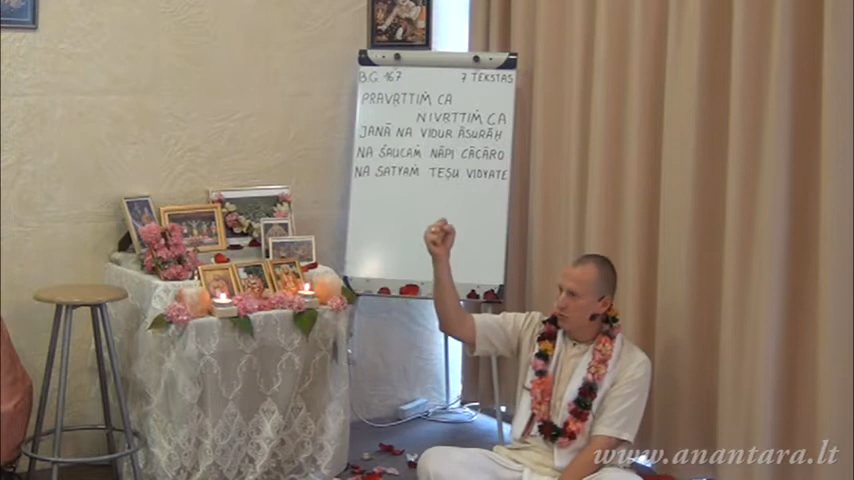 B.G. 16.7 7 TEKSTAS
PRAVṚTTIṀ CA
NIVṚTTIṀ CA
JANĀ NA VIDUR ĀSURĀḤ
NA ŚAUCAṀ NĀPI CĀCĀRO
NA SATYAṀ TEṢU VIDYATE
www.anantara.lt